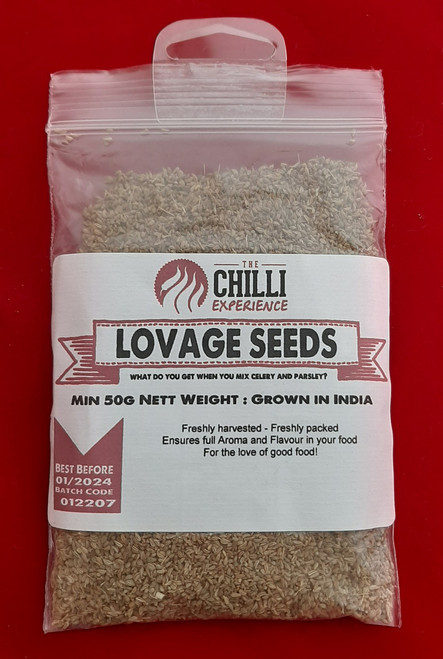 THE
CHILLI
EXPERIENCE
LOVAGE SEEDS
WHAT DO YOU GET WHEN YOU MIX CELERY AND PARSLEY?
MIN 50G NETT WEIGHT : GROWN IN INDIA
Freshly harvested - Freshly packed
Ensures full Aroma and Flavour in your food
For the love of good food!
BEST BEFORE
01/2024
BATCH CODE
012207